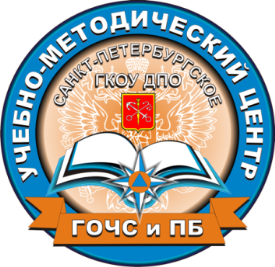 УЧЕБНО-МЕТОДИЧЕСКИЙ ЦЕНТР
САНКТ-ПЕТЕРБУРГСКОЕ
ГКОУ ДПО
ГОЧС и ПБ